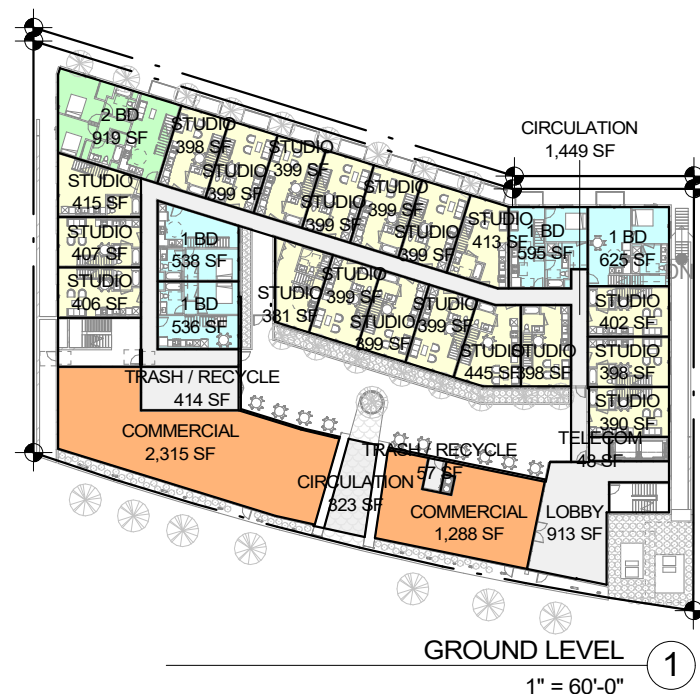 CIRCULATION
1,449 SF
2 BD
919 SF
STUDIO
398 SF
STUDIO
399 SF
STUDIO
399 SF
STUDIO
399 SF
STUDIO
399 SF
STUDIO
399 SF
STUDIO
413 SF
1 BD
595 SF
1 BD
625 SF
STUDIO
415 SF
STUDIO
407 SF
STUDIO
406 SF
1 BD
538 SF
1 BD
536 SF
STUDIO
381 SF
STUDIO
399 SF
STUDIO
399 SF
STUDIO
399 SF
STUDIO
445 SF
STUDIO
398 SF
STUDIO
402 SF
STUDIO
398 SF
STUDIO
390 SF
TRASH / RECYCLE
414 SF
COMMERCIAL
2,315 SF
CIRCULATION
323 SF
TRASH / RECYCLE
57 SF
COMMERCIAL
1,288 SF
TELECOM
48 SF
LOBBY
913 SF
GROUND LEVEL
1
1" = 60'-0"